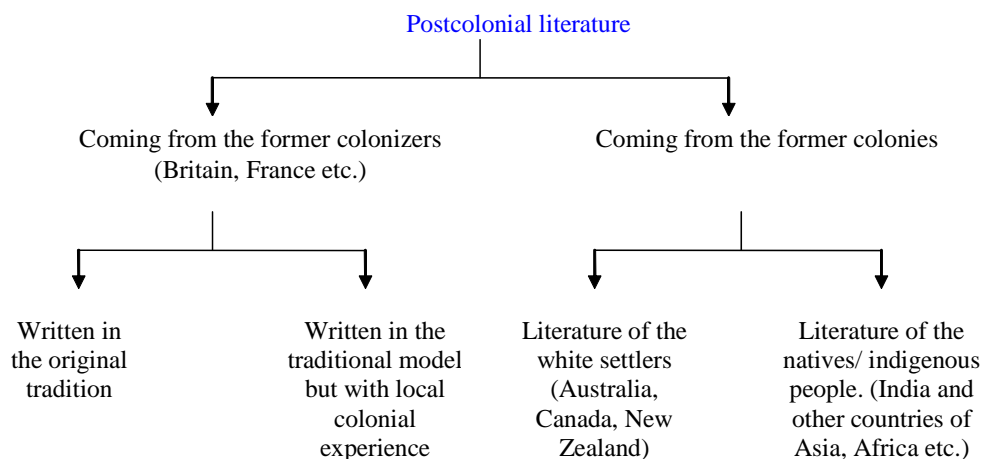 Postcolonial literature
Coming from the former colonizers
(Britain, France etc.)
Coming from the former colonies
Written in
the original
tradition
Written in the
traditional model
but with local
colonial
experience
Literature of the
white settlers
(Australia,
Canada, New
Zealand)
Literature of the
natives/ indigenous
people. (India and
other countries of
Asia, Africa etc.)